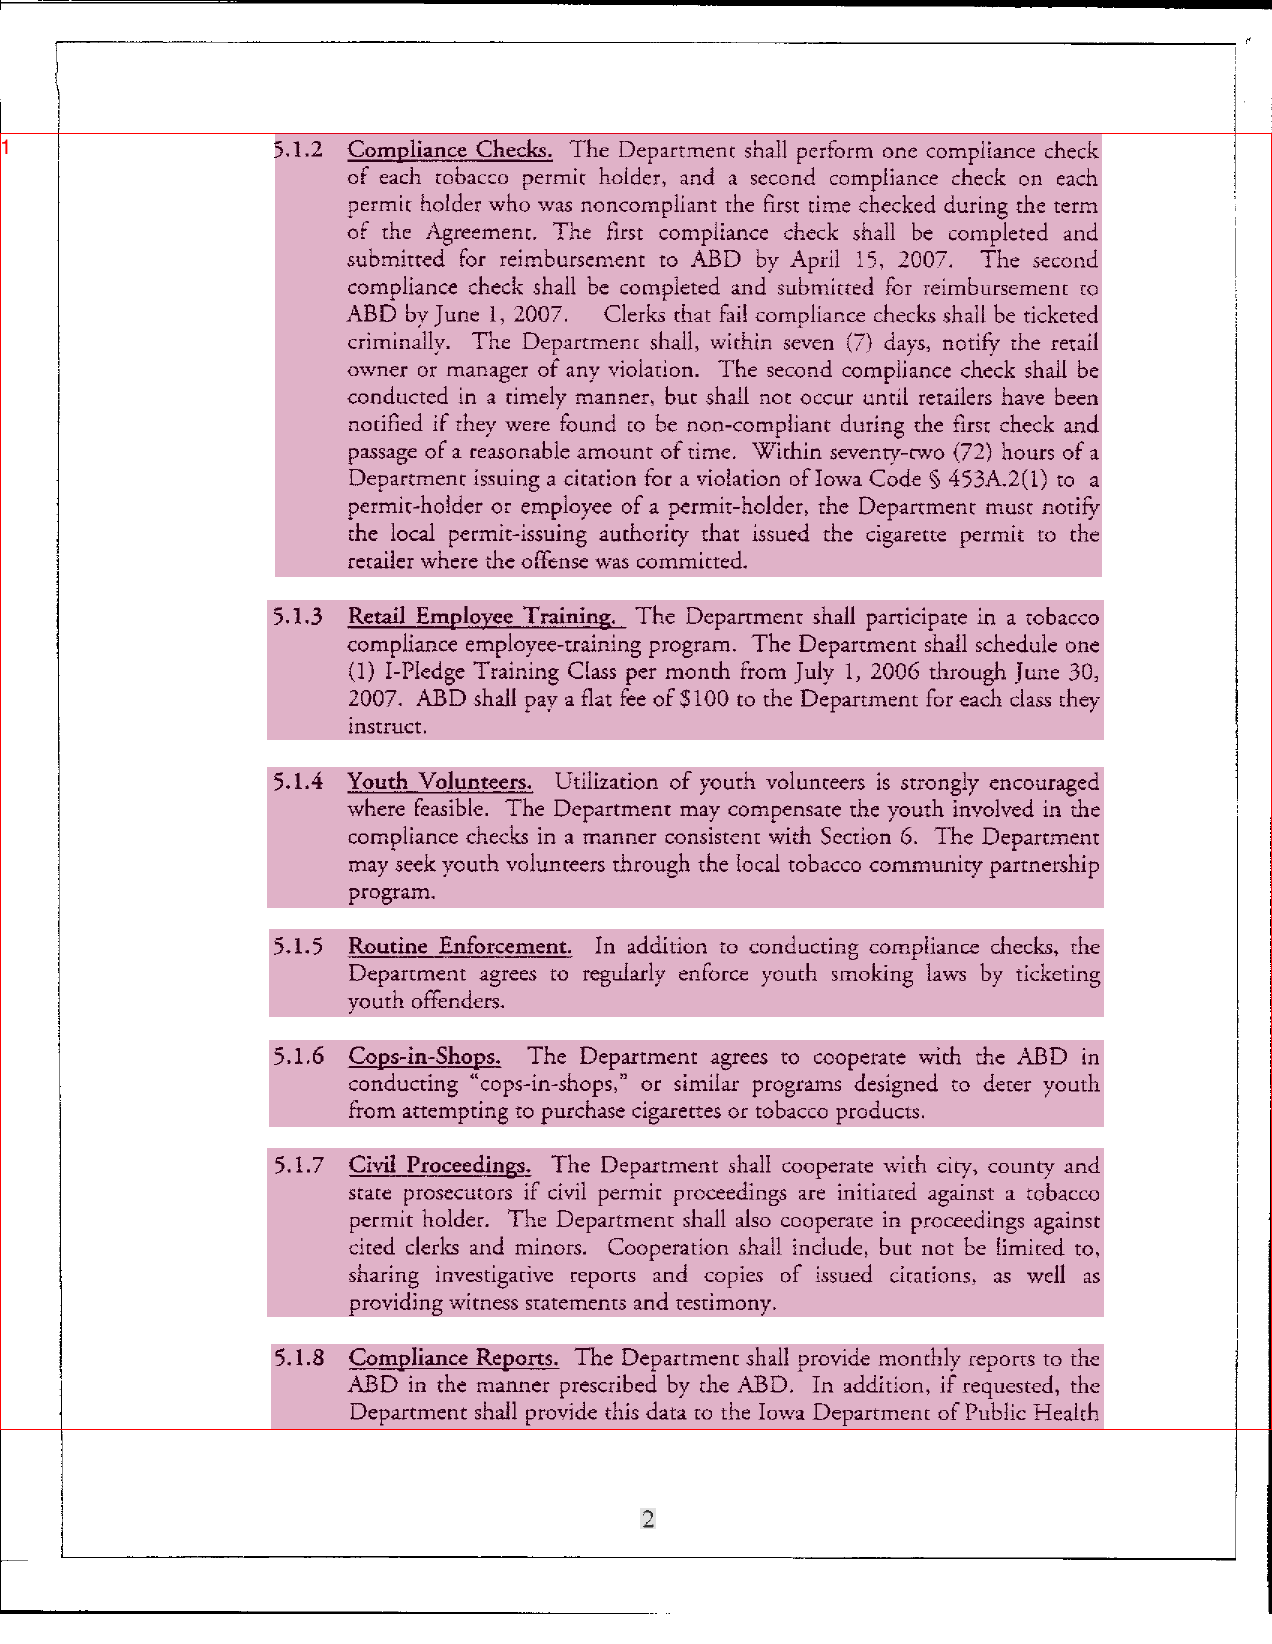 1
5.1.2 Compliance Checks. The Department shall perform one compliance check
of each tobacco permit holder, and a second compliance check on each
permit holder who was noncompliant the first time checked during the term
of the Agreement. The first compliance check shall be completed and
submitted for reimbursement to ABD by April 15, 2007. The second
compliance check shall be completed and submitted for reimbursement to
ABD by June 1, 2007. Clerks that fail compliance checks shall be ticketed
criminally. The Department shall, within seven (7) days, notify the retail
owner or manager of any violation. The second compliance check shall be
conducted in a timely manner, but shall not occur until retailers have been
notified if they were found to be non-compliant during the first check and
passage of a reasonable amount of time. Within seventy-two (72) hours of a
Department issuing a citation for a violation of Iowa Code § 453A.2(1) to a
permit-holder or employee of a permit-holder, the Department must notify
the local permit-issuing authority that issued the cigarette permit to the
retailer where the offense was committed.
5.1.3 Retail Employee Training. The Department shall participate in a tobacco
compliance employee-training program. The Department shall schedule one
(1) I-Pledge Training Class per month from July 1, 2006 through June 30,
2007. ABD shall pay a flat fee of $100 to the Department for each class they
instruct.
5.1.4 Youth Volunteers. Utilization of youth volunteers is strongly encouraged
where feasible. The Department may compensate the youth involved in the
compliance checks in a manner consistent with Section 6. The Department
may seek youth volunteers through the local tobacco community partnership
program.
5.1.5 Routine Enforcement. In addition to conducting compliance checks, the
Department agrees to regularly enforce youth smoking laws by ticketing
youth offenders.
5.1.6 Cops-in-Shops. The Department agrees to cooperate with the ABD in
conducting “cops-in-shops,” or similar programs designed to deter youth
from attempting to purchase cigarettes or tobacco products.
5.1.7 Civil Proceedings. The Department shall cooperate with city, county and
state prosecutors if civil permit proceedings are initiated against a tobacco
permit holder. The Department shall also cooperate in proceedings against
cited clerks and minors. Cooperation shall include, but not be limited to,
sharing investigative reports and copies of issued citations, as well as
providing witness statements and testimony.
5.1.8 Compliance Reports. The Department shall provide monthly reports to the
ABD in the manner prescribed by the ABD. In addition, if requested, the
Department shall provide this data to the Iowa Department of Public Health
2